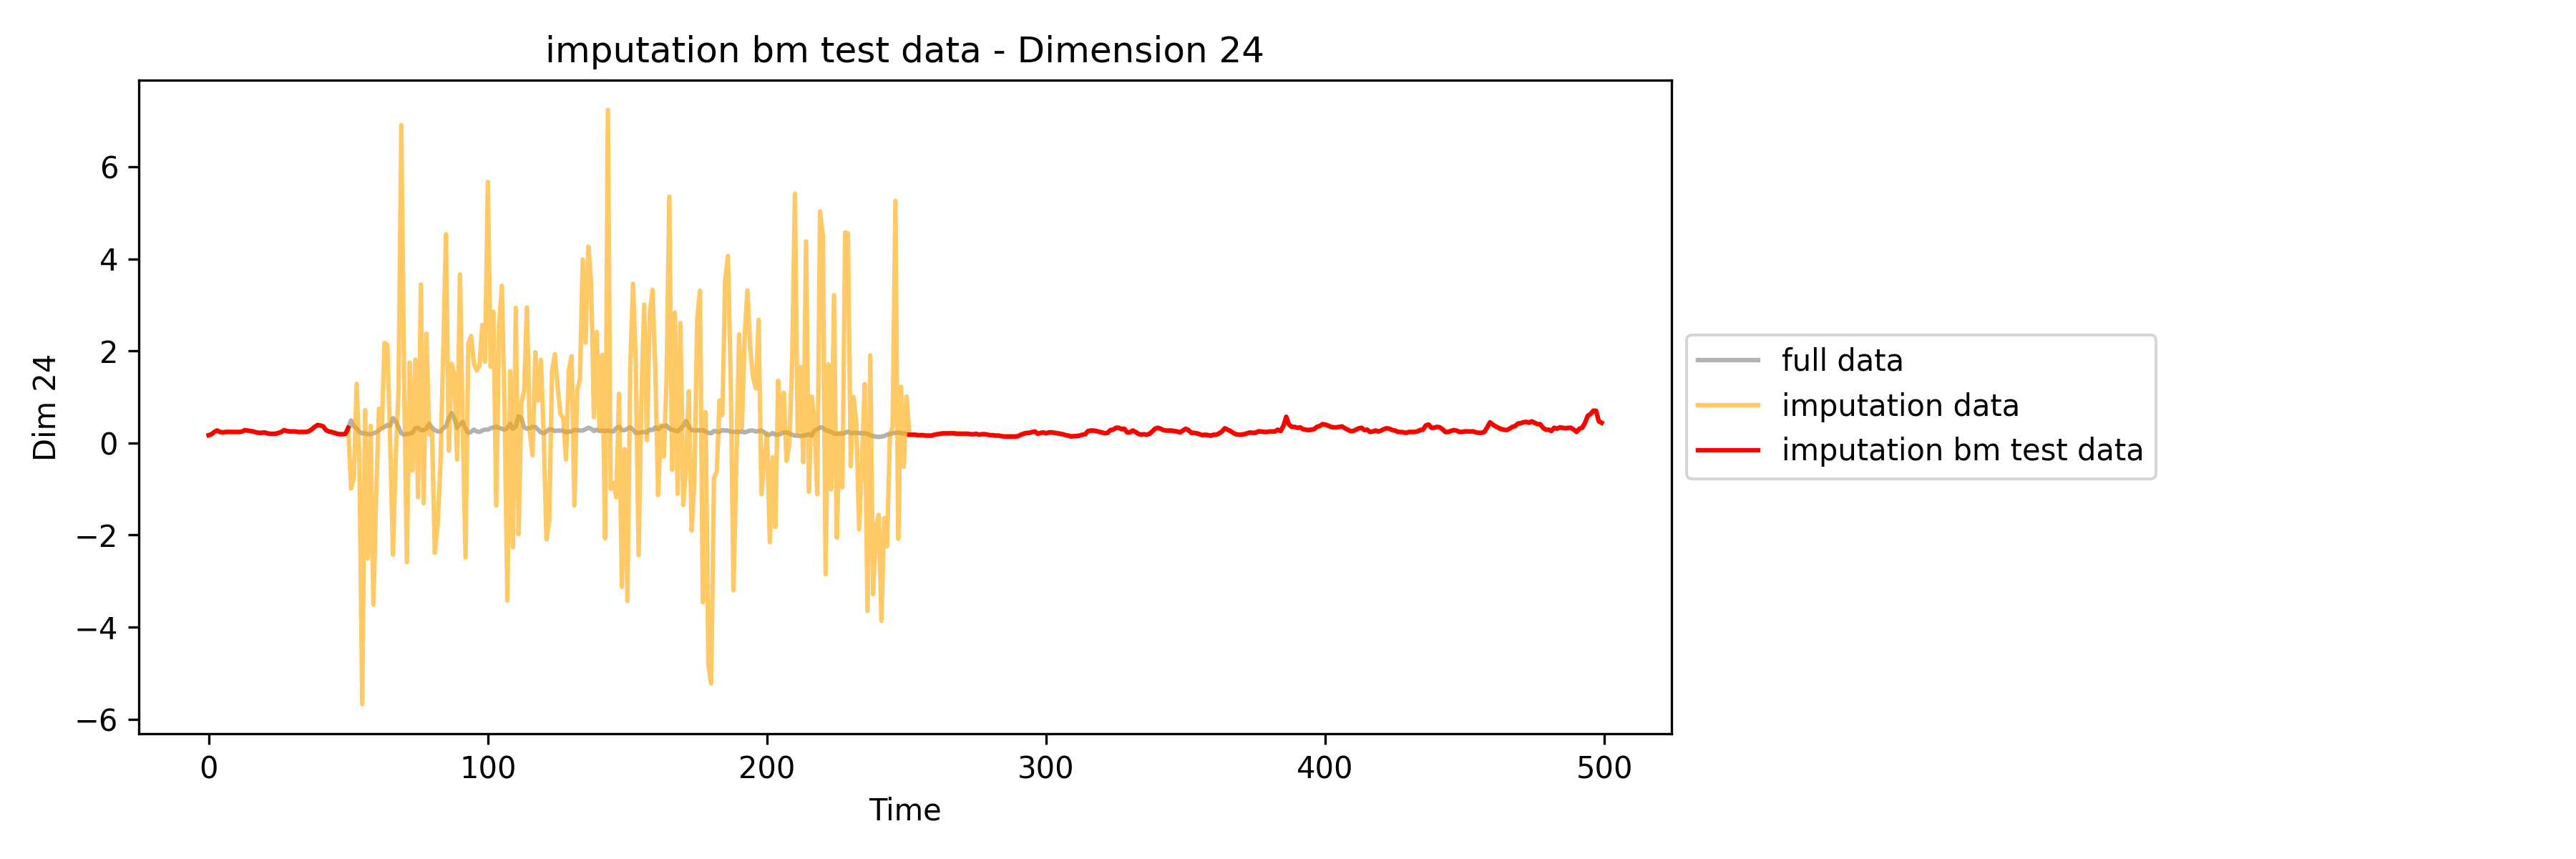 imputation bm test data - Dimension 24
Dim 24
6
4
2
0
−2
−4
−6
0 100 200 300 400 500
Time
full data
imputation data
imputation bm test data